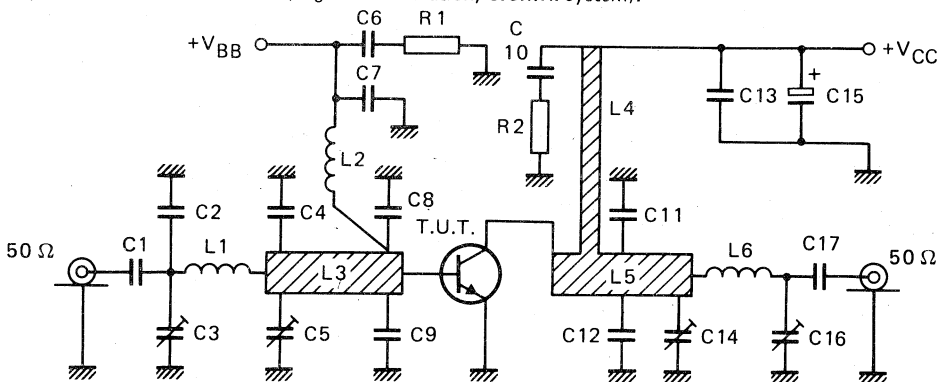 C6 R1
+V_BB
C7
C 10
+V_CC
L4
C13
+
C15
R2
L2
C2
C4
C8
T.U.T.
C11
50 Ω
C1
L1
L3
L5
L6
C17
50 Ω
C3
C5
C9
C12
C14
C16